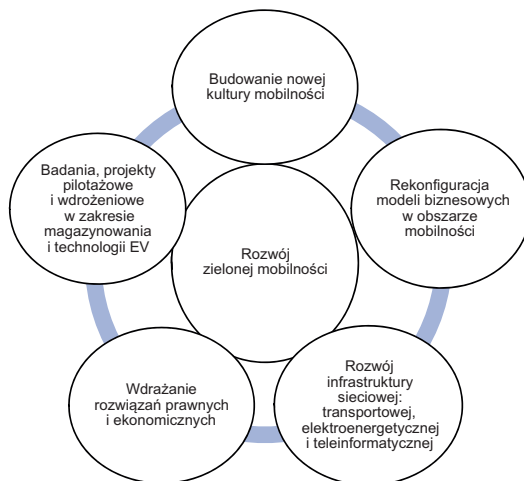 Budowanie nowej
kultury mobilności
Rekonfiguracja
modeli biznesowych
w obszarze
mobilności
Rozwój
infrastruktury
sieciowej:
transportowej,
elektroenergetycznej
i teleinformatycznej
Wdrażanie
rozwiązań prawnych
i ekonomicznych
Badania, projekty
pilotażowe
i wdrożeniowe
w zakresie
magazynowania
i technologii EV
Rozwój
zielonej mobilności